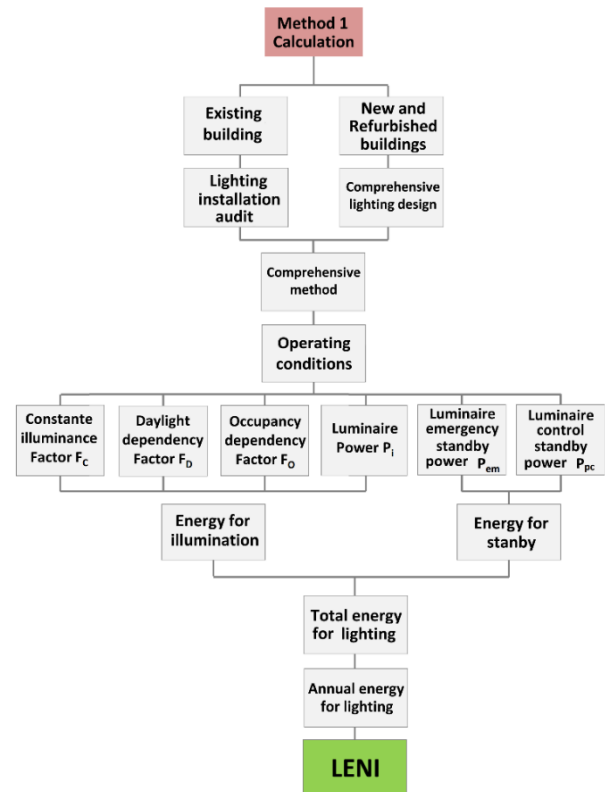 Method 1
Calculation
Existing
building
New and
Refurbished
buildings
Lighting
installation
audit
Comprehensive
lighting design
Comprehensive
method
Operating
conditions
Constante
illuminance
Factor FC
Daylight
dependency
Factor FD
Occupancy
dependency
Factor FO
Luminaire
Power Pi
Luminaire
emergency
standby
power Pem
Luminaire
control
standby
power Ppc
Energy for
illumination
Energy for
stanby
Total energy
for lighting
Annual energy
for lighting
LENI